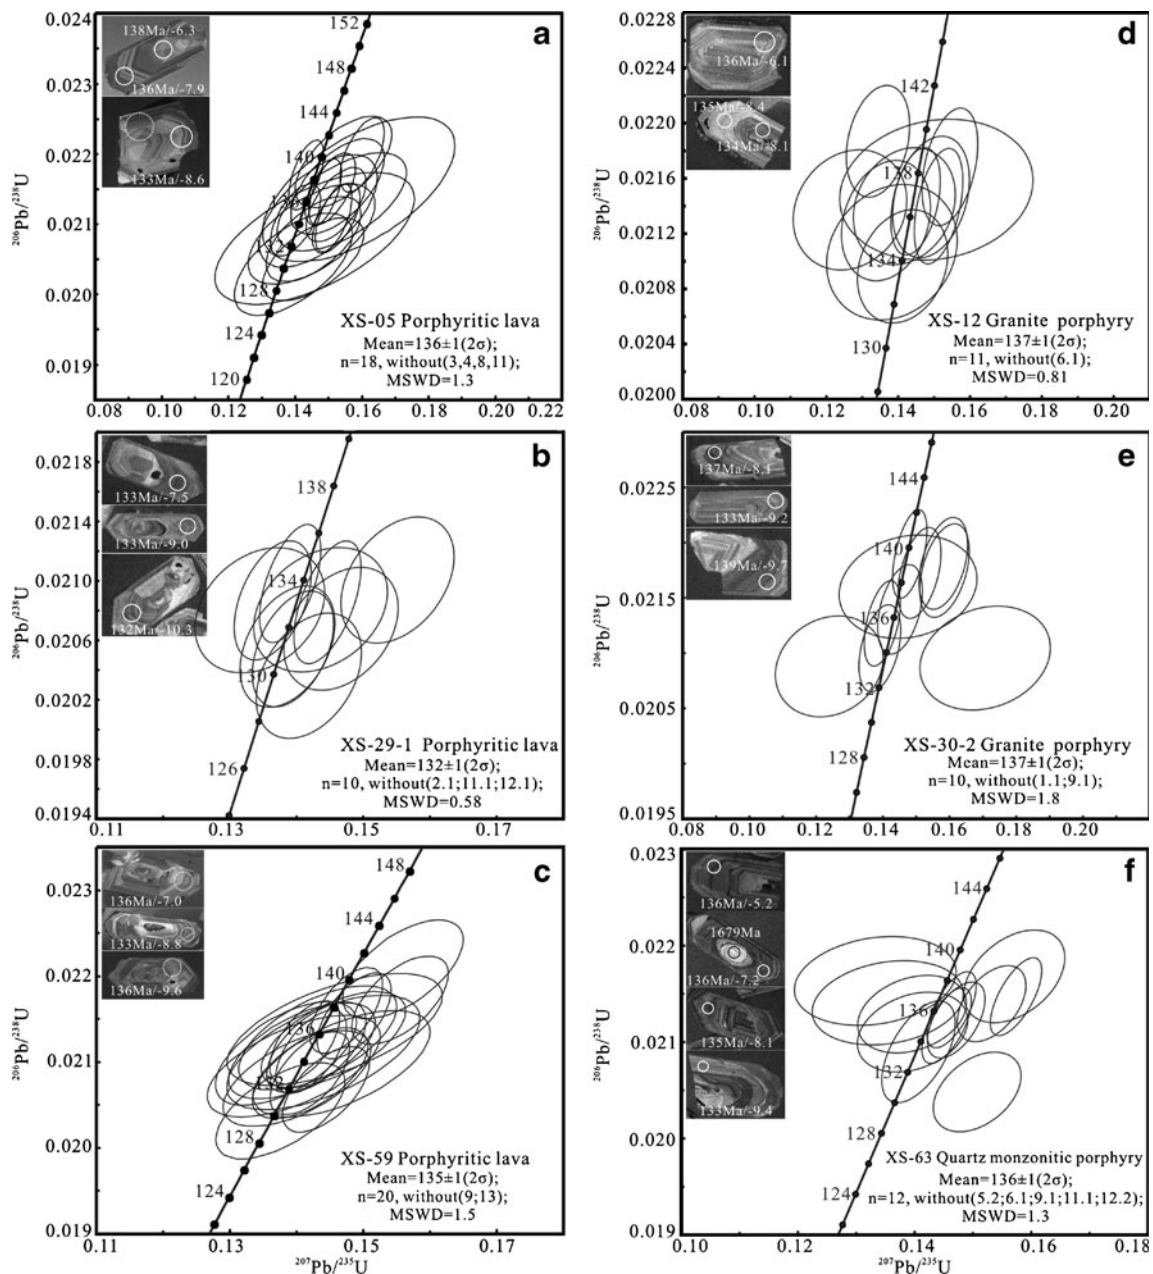 a
0.024
0.023
0.022
0.021
0.020
0.019
206Pb/238U
138Ma/-6.3
136Ma/-7.9
133Ma/-8.6
152
148
144
140
136
132
128
124
120
XS-05 Porphyritic lava
Mean=136±1(2σ);
n=18, without(3,4,8,11);
MSWD=1.3
0.08 0.10 0.12 0.14 0.16 0.18 0.20 0.22
d
0.0228
0.0224
0.0220
0.0216
0.0212
0.0208
0.0204
0.0200
206Pb/238U
136Ma/-6.1
135Ma/-8.4
134Ma/-8.1
142
138
134
130
XS-12 Granite porphyry
Mean=137±1(2σ);
n=11, without(6.1);
MSWD=0.81
0.08 0.10 0.12 0.14 0.16 0.18 0.20
b
0.0218
0.0214
0.0210
0.0206
0.0202
0.0198
0.0194
206Pb/238U
133Ma/-7.5
133Ma/-9.0
132Ma/-10.3
138
134
130
126
XS-29-1 Porphyritic lava
Mean=132±1(2σ);
n=10, without(2.1;11.1;12.1);
MSWD=0.58
0.11 0.13 0.15 0.17
e
0.0225
0.0215
0.0205
0.0195
206Pb/238U
137Ma/-8.1
133Ma/-9.2
139Ma/-9.7
144
140
136
132
128
XS-30-2 Granite porphyry
Mean=137±1(2σ);
n=10, without(1.1;9.1);
MSWD=1.8
0.08 0.10 0.12 0.14 0.16 0.18 0.20
c
0.023
0.022
0.021
0.020
0.019
206Pb/238U
136Ma/-7.0
133Ma/-8.8
136Ma/-9.6
148
144
140
136
132
128
124
XS-59 Porphyritic lava
Mean=135±1(2σ);
n=20, without(9;13);
MSWD=1.5
0.11 0.13 0.15 0.17
207Pb/235U
f
0.023
0.022
0.021
0.020
0.019
206Pb/238U
136Ma/-5.2
1679Ma
136Ma/-7.2
135Ma/-8.1
133Ma/-9.4
144
140
136
132
128
124
XS-63 Quartz monzonitic porphyry
Mean=136±1(2σ);
n=12, without(5.2;6.1;9.1;11.1;12.2);
MSWD=1.3
0.10 0.12 0.14 0.16 0.18
207Pb/235U